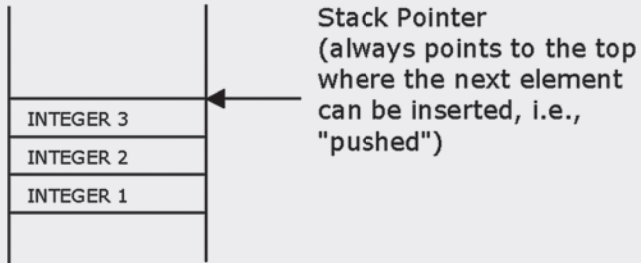 Stack Pointer
(always points to the top
where the next element
can be inserted, i.e.,
"pushed")
INTEGER 3
INTEGER 2
INTEGER 1